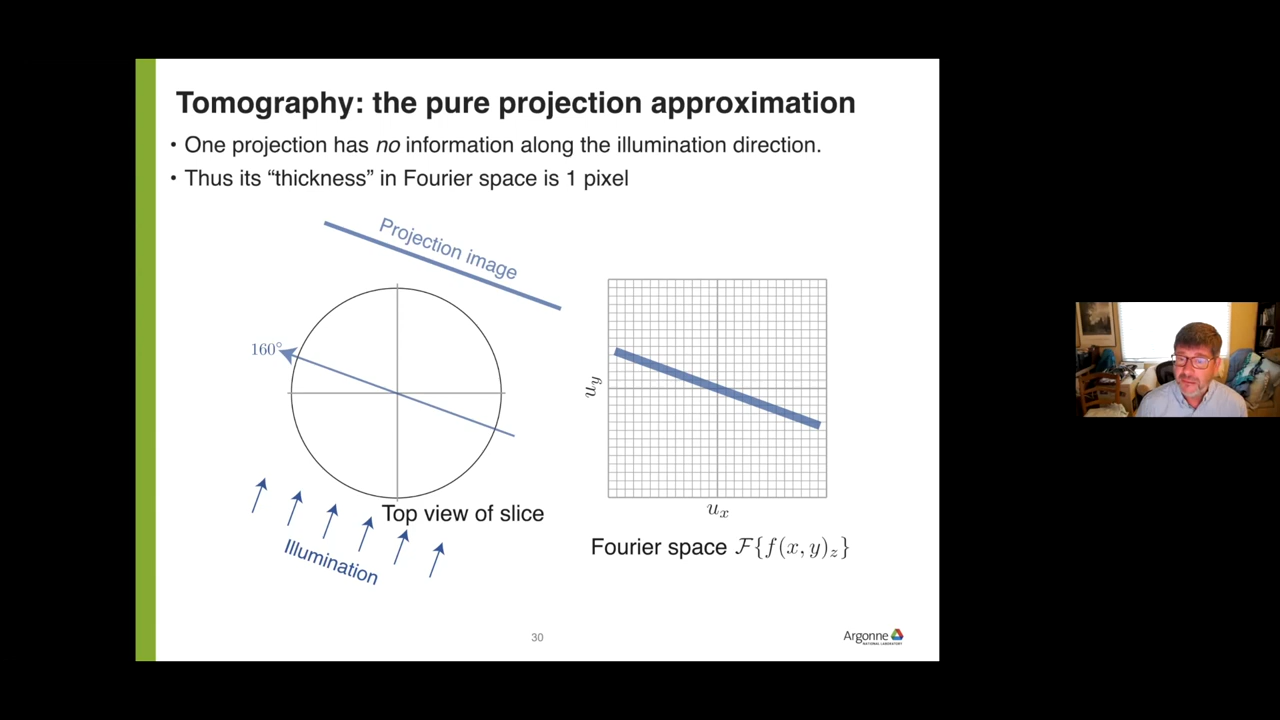 Tomography: the pure projection approximation
• One projection has no information along the illumination direction.
• Thus its “thickness” in Fourier space is 1 pixel
Projection image
160°
u_y
Top view of slice
u_x
Illumination
Fourier space ℱ{f(x, y)_z}
30
Argonne
NATIONAL LABORATORY